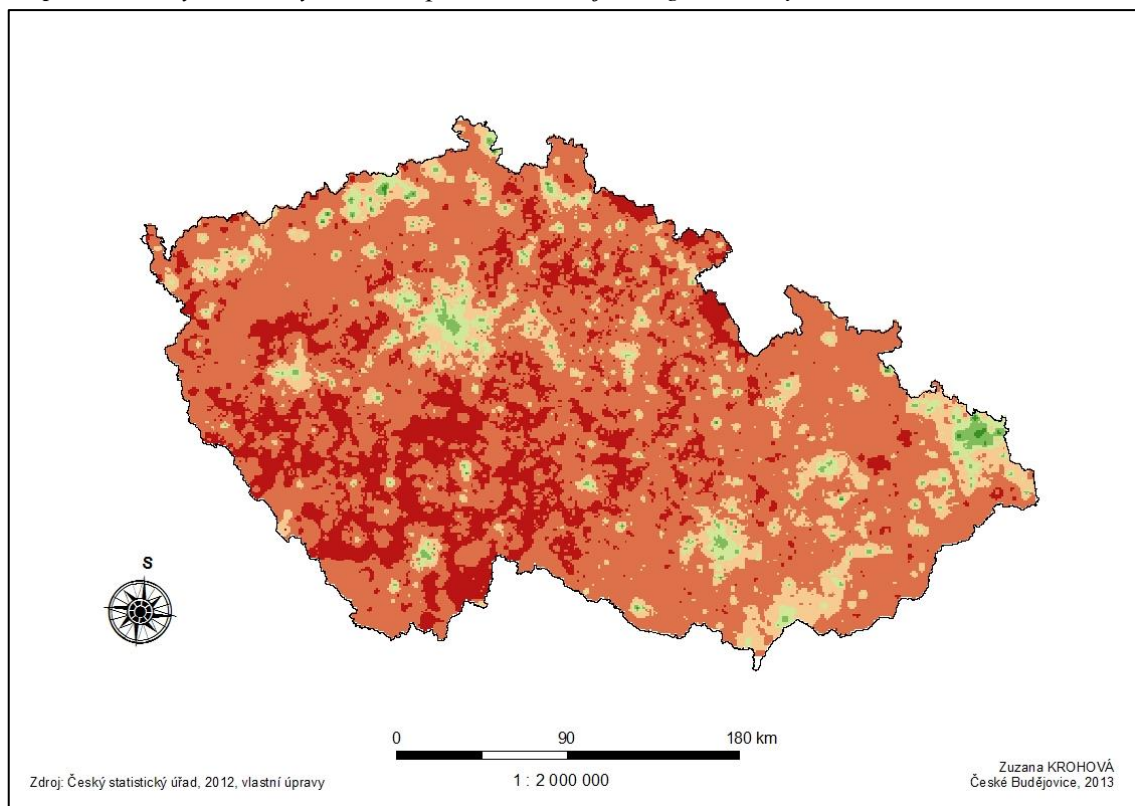 S
0 90 180 km
1 : 2 000 000
Zdroj: Český statistický úřad, 2012, vlastní úpravy
Zuzana KROHOVÁ
České Budějovice, 2013